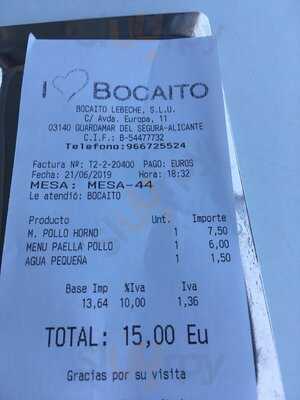 I ♡ BOCAITO
BOCAITO LEBECHE, S.L.U.
C/ Avda. Europa, 11
03140 GUARDAMAR DEL SEGURA-ALICANTE
C.I.F.: B-54477732
Telefono:966725524
Factura Nº: T2-2-20400 PAGO: EUROS
Fecha: 21/06/2019 Hora: 18:32
MESA: MESA-44
Le atendió: BOCAITO
Producto Unt. Importe
M. POLLO HORNO 1 7,50
MENU PAELLA POLLO 1 6,00
AGUA PEQUEÑA 1 1,50
Base Imp %Iva Iva
13,64 10,00 1,36
TOTAL: 15,00 Eu
Gracias por su visita